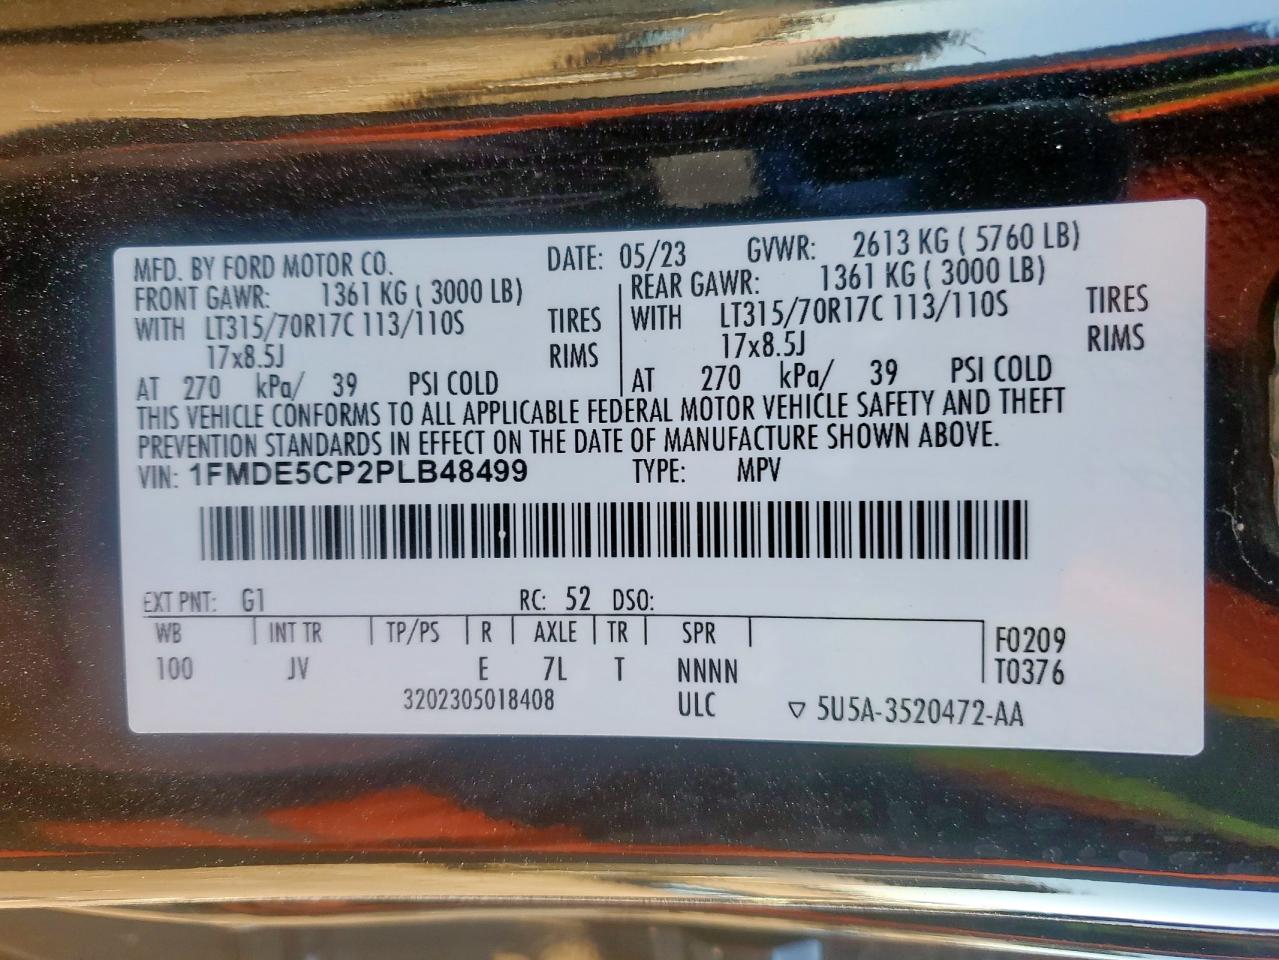 MFD. BY FORD MOTOR CO. DATE: 05/23 GVWR: 2613 KG ( 5760 LB)
FRONT GAWR: 1361 KG ( 3000 LB) REAR GAWR: 1361 KG ( 3000 LB)
WITH LT315/70R17C 113/110S TIRES WITH LT315/70R17C 113/110S TIRES
17x8.5J RIMS 17x8.5J RIMS
AT 270 kPa/ 39 PSI COLD AT 270 kPa/ 39 PSI COLD
THIS VEHICLE CONFORMS TO ALL APPLICABLE FEDERAL MOTOR VEHICLE SAFETY AND THEFT
PREVENTION STANDARDS IN EFFECT ON THE DATE OF MANUFACTURE SHOWN ABOVE.
VIN: 1FMDE5CP2PLB48499 TYPE: MPV
EXT PNT: G1 RC: 52 DSO:
WB INT TR TP/PS R AXLE TR SPR F0209
100 JV E 7L T NNNN T0376
3202305018408 ULC ▽ 5U5A-3520472-AA